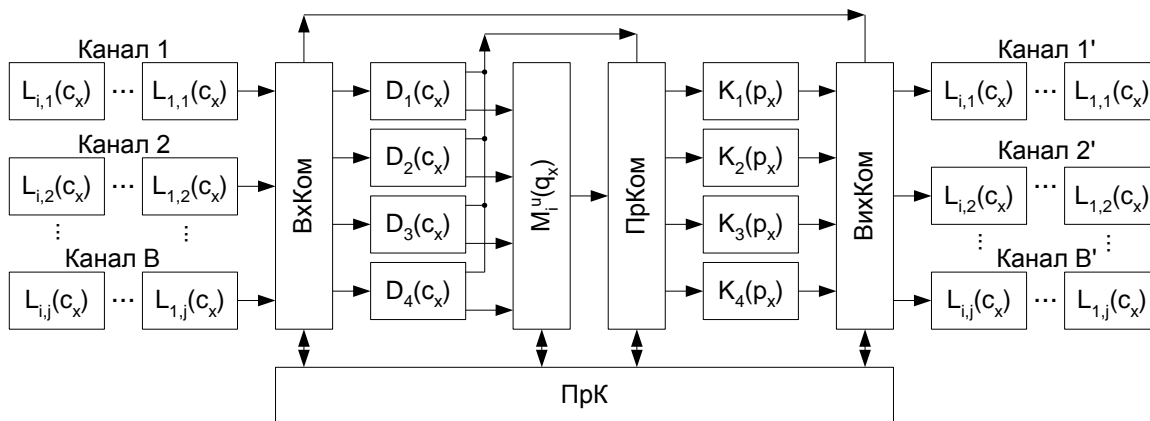 Канал 1
L_{i,1}(c_x) ... L_{1,1}(c_x)
Канал 2
L_{i,2}(c_x) ... L_{1,2}(c_x)
...
...
Канал B
L_{i,j}(c_x) ... L_{1,j}(c_x)
ВхКом
D_1(c_x)
D_2(c_x)
D_3(c_x)
D_4(c_x)
M_i^u(q_x)
ПрКом
K_1(p_x)
K_2(p_x)
K_3(p_x)
K_4(p_x)
ВихКом
Канал 1'
L_{i,1}(c_x) ... L_{1,1}(c_x)
Канал 2'
L_{i,2}(c_x) ... L_{1,2}(c_x)
...
...
Канал B'
L_{i,j}(c_x) ... L_{1,j}(c_x)
ПрК